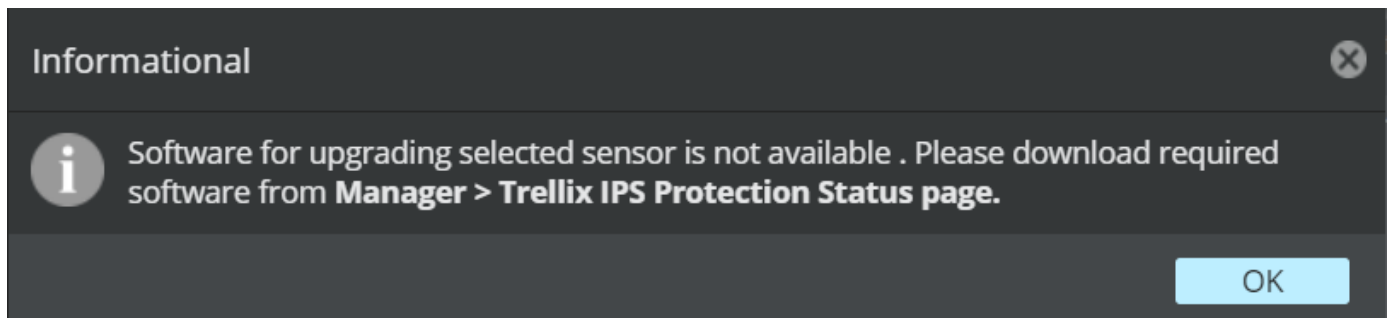 Informational
Software for upgrading selected sensor is not available . Please download required
software from Manager > Trellix IPS Protection Status page.
OK